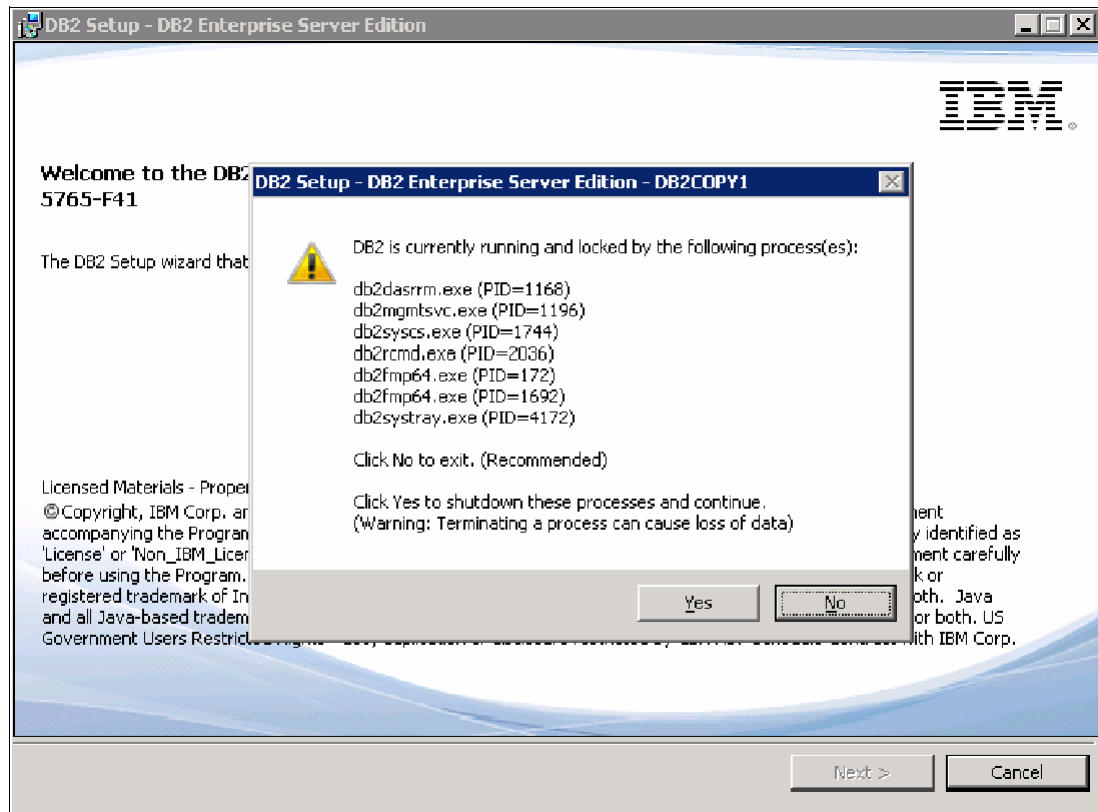 DB2 Setup - DB2 Enterprise Server Edition
IBM
Welcome to the DB2
5765-F41
The DB2 Setup wizard that
DB2 Setup - DB2 Enterprise Server Edition - DB2COPY1
DB2 is currently running and locked by the following process(es):
db2dasrrm.exe (PID=1168)
db2mgmtsvc.exe (PID=1196)
db2syscs.exe (PID=1744)
db2rcmd.exe (PID=2036)
db2fmp64.exe (PID=172)
db2fmp64.exe (PID=1692)
db2systray.exe (PID=4172)
Click No to exit. (Recommended)
Click Yes to shutdown these processes and continue.
(Warning: Terminating a process can cause loss of data)
Yes No
Licensed Materials - Proper
©Copyright, IBM Corp. ar
accompanying the Program y identified as
'License' or 'Non_IBM_Licen ment carefully
before using the Program. k or
registered trademark of In oth. Java
and all Java-based tradem or both. US
Government Users Restric ith IBM Corp.
Next > Cancel